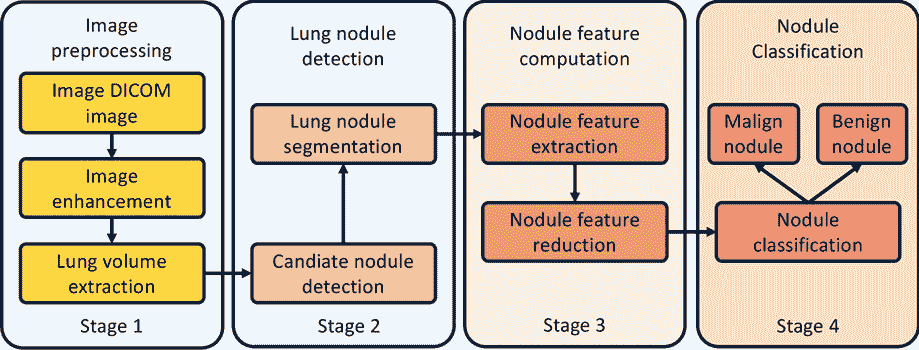 Image
preprocessing
Image DICOM
image
Image
enhancement
Lung volume
extraction
Stage 1
Lung nodule
detection
Lung nodule
segmentation
Candiate nodule
detection
Stage 2
Nodule feature
computation
Nodule feature
extraction
Nodule feature
reduction
Stage 3
Nodule
Classification
Malign
nodule
Benign
nodule
Nodule
classification
Stage 4